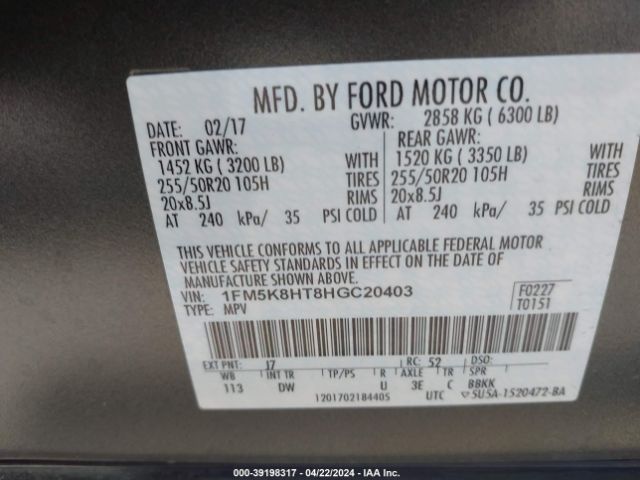 MFD. BY FORD MOTOR CO.
DATE: 02/17 GVWR: 2858 KG ( 6300 LB)
FRONT GAWR: REAR GAWR:
1452 KG ( 3200 LB) WITH 1520 KG ( 3350 LB) WITH
255/50R20 105H TIRES 255/50R20 105H TIRES
20x8.5J RIMS 20x8.5J RIMS
AT 240 kPa/ 35 PSI COLD AT 240 kPa/ 35 PSI COLD
THIS VEHICLE CONFORMS TO ALL APPLICABLE FEDERAL MOTOR
VEHICLE SAFETY STANDARDS IN EFFECT ON THE DATE OF
MANUFACTURE SHOWN ABOVE.
VIN: 1FM5K8HT8HGC20403 F0227
TYPE: MPV T0151
EXT PNT: J7 RC: 52 DSO:
WB INT TR TP/PS R AXLE TR SPR
113 DW U 3E C BBKK
1201702184405 UTC 5U5A-1520472-BA
000-39198317 - 04/22/2024 - IAA Inc.